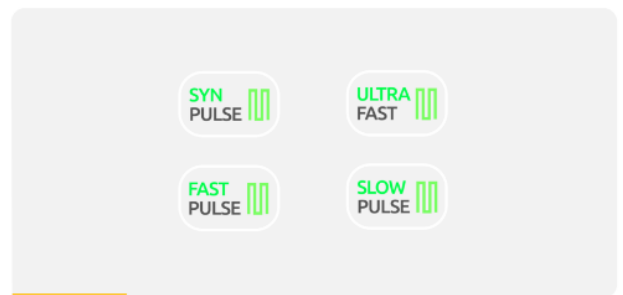 SYN
PULSE
ULTRA
FAST
FAST
PULSE
SLOW
PULSE